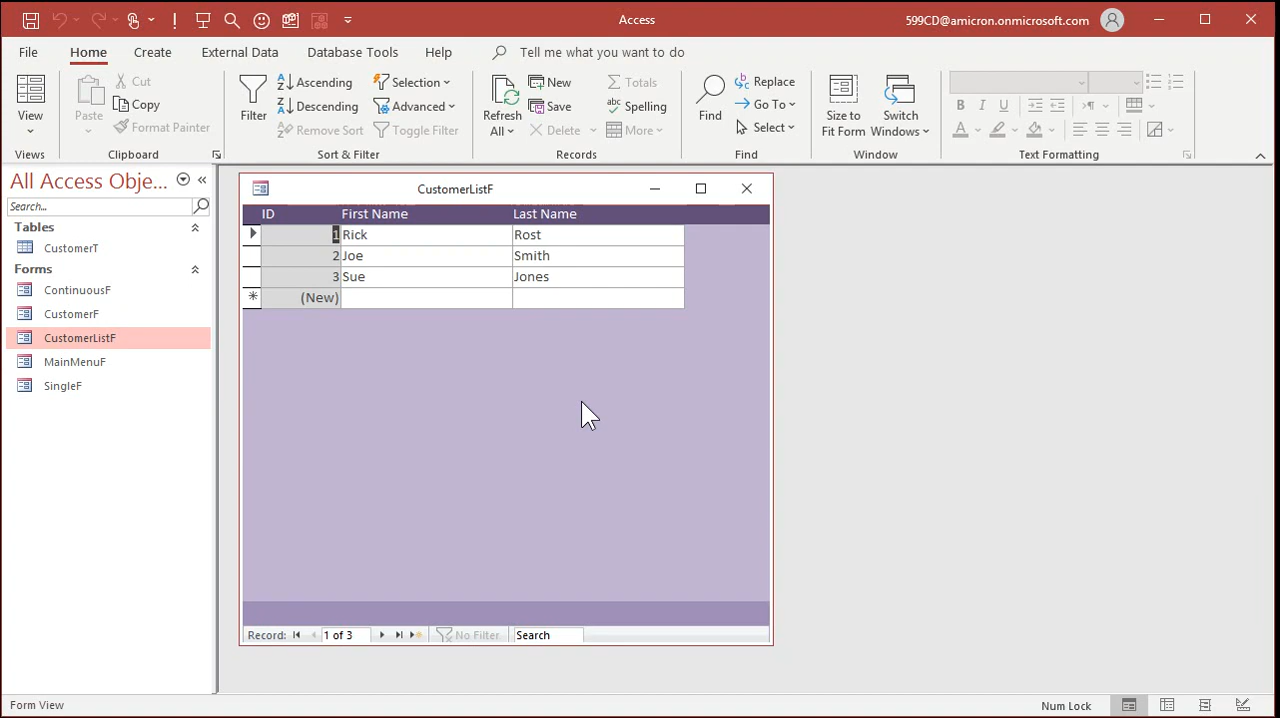 Access
599CD@amicron.onmicrosoft.com
File Home Create External Data Database Tools Help Tell me what you want to do
View
Views
Paste
Cut
Copy
Format Painter
Clipboard
Filter
Ascending
Descending
Remove Sort
Selection
Advanced
Toggle Filter
Sort & Filter
Refresh All
New
Save
Delete
Totals
Spelling
More
Records
Find
Replace
Go To
Select
Find
Size to Fit Form
Switch Windows
Window
B I U
A
Text Formatting
All Access Obje...
Search...
Tables
CustomerT
Forms
ContinuousF
CustomerF
CustomerListF
MainMenuF
SingleF
CustomerListF
ID First Name Last Name
1 Rick Rost
2 Joe Smith
3 Sue Jones
(New)
Record: 1 of 3 No Filter Search
Form View
Num Lock